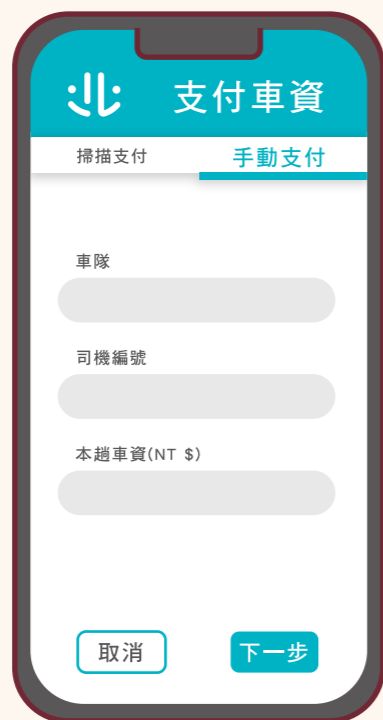 支付車資
掃描支付
手動支付
車隊
司機編號
本趟車資(NT $)
取消
下一步